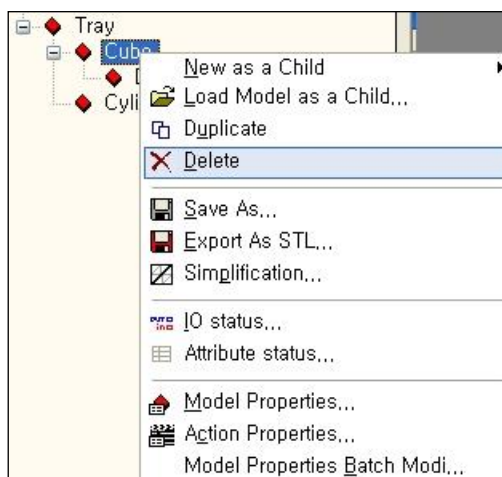 Tray
Cube
New as a Child
Load Model as a Child...
Cyli
Duplicate
Delete
Save As...
Export As STL...
Simplification...
IO status...
Attribute status...
Model Properties...
Action Properties...
Model Properties Batch Modi...